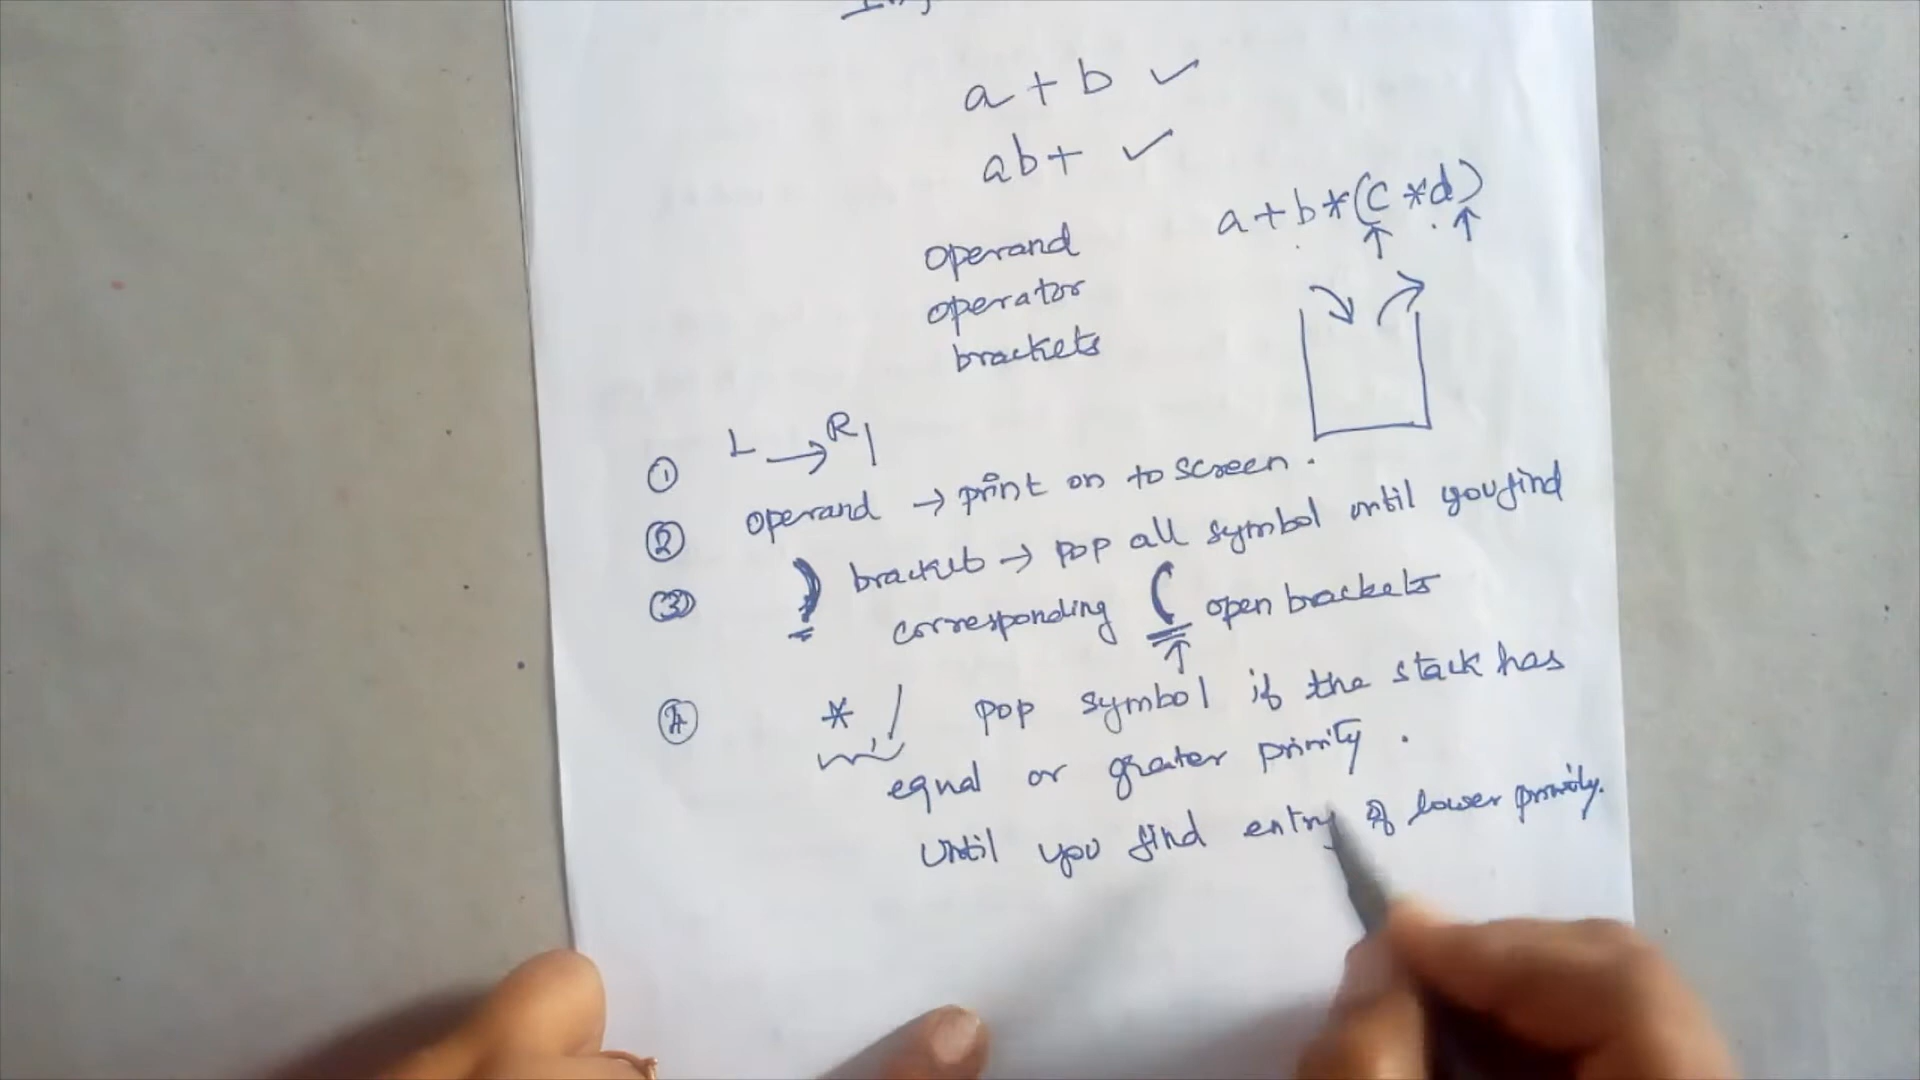 a + b ✓
ab+ ✓
a+b*(c*d)
operand
operator
brackets
① L → R
② operand → print on to screen.
③ ) brackets → pop all symbol until you find
corresponding ( open brackets
④ *, / pop symbol if the stack has
equal or greater priority.
until you find entry of lower priority.